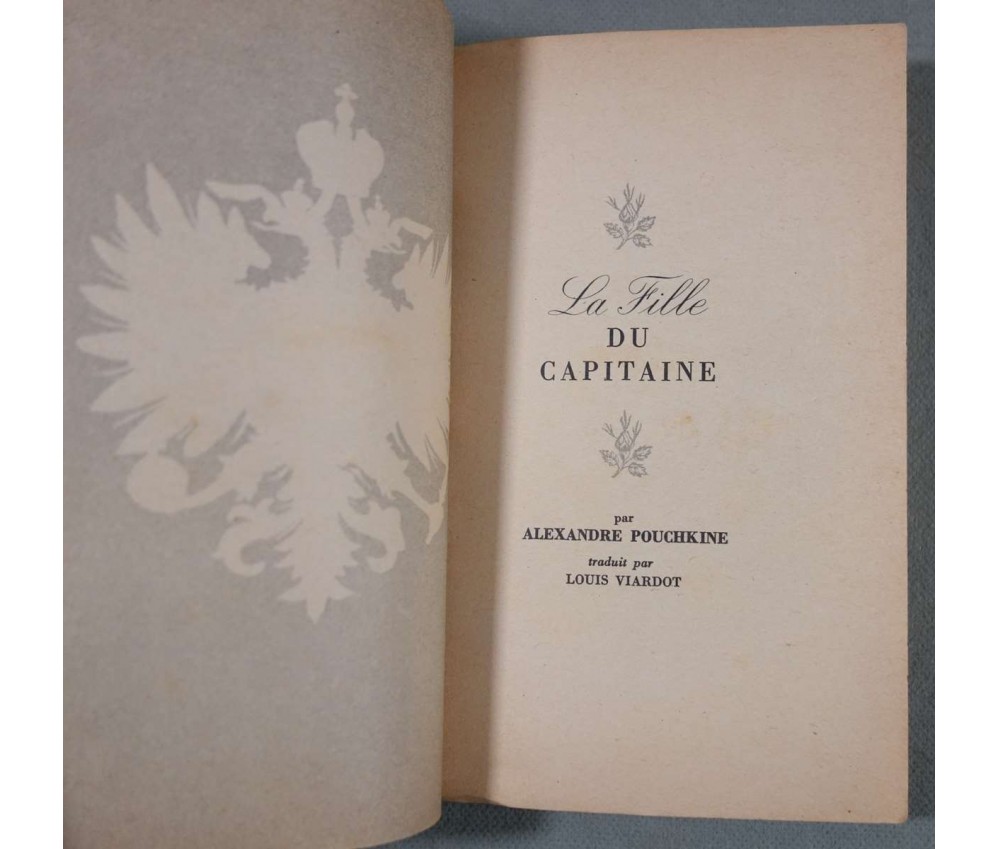 La Fille
DU
CAPITAINE
par
ALEXANDRE POUCHKINE
traduit par
LOUIS VIARDOT